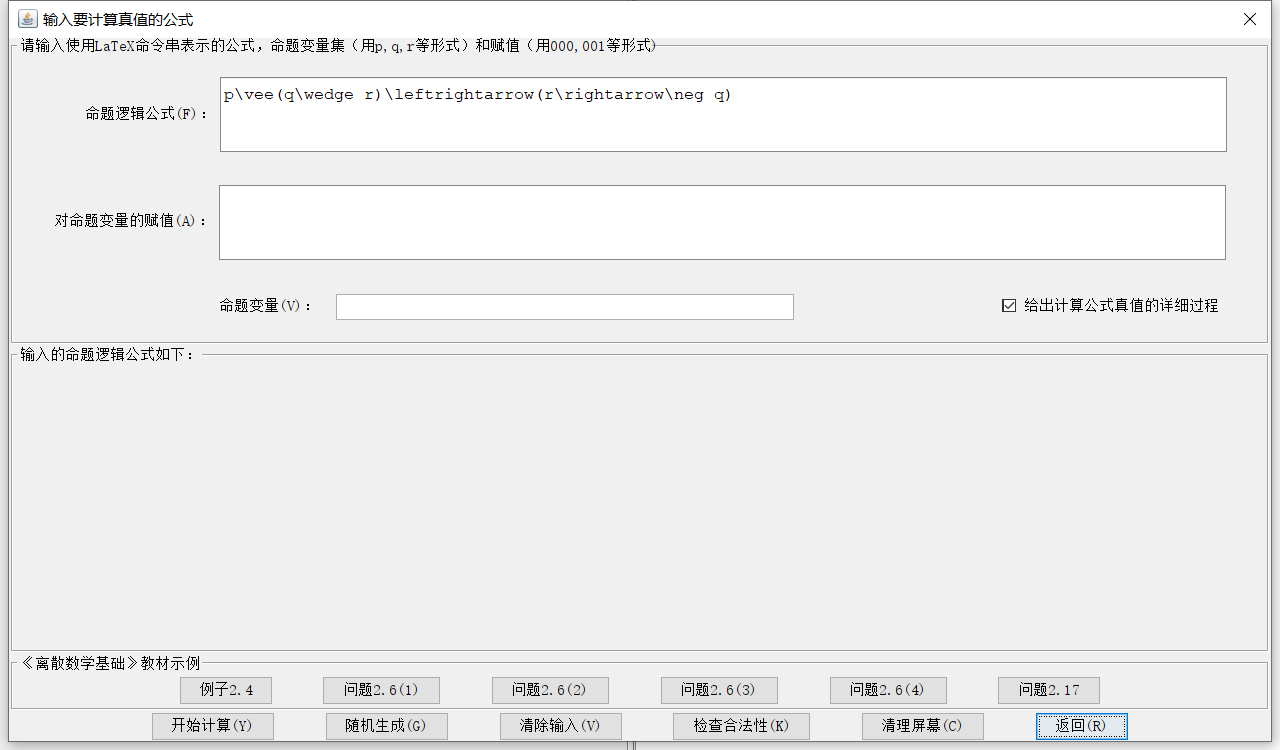 输入要计算真值的公式
请输入使用LaTeX命令串表示的公式，命题变量集（用p,q,r等形式）和赋值（用000,001等形式）
命题逻辑公式(F)：
p\vee(q\wedge r)\leftrightarrow(r\rightarrow\neg q)
对命题变量的赋值(A)：
命题变量(V)：
给出计算公式真值的详细过程
输入的命题逻辑公式如下：
《离散数学基础》教材示例
例子2.4 问题2.6(1) 问题2.6(2) 问题2.6(3) 问题2.6(4) 问题2.17
开始计算(Y) 随机生成(G) 清除输入(V) 检查合法性(K) 清理屏幕(C) 返回(R)